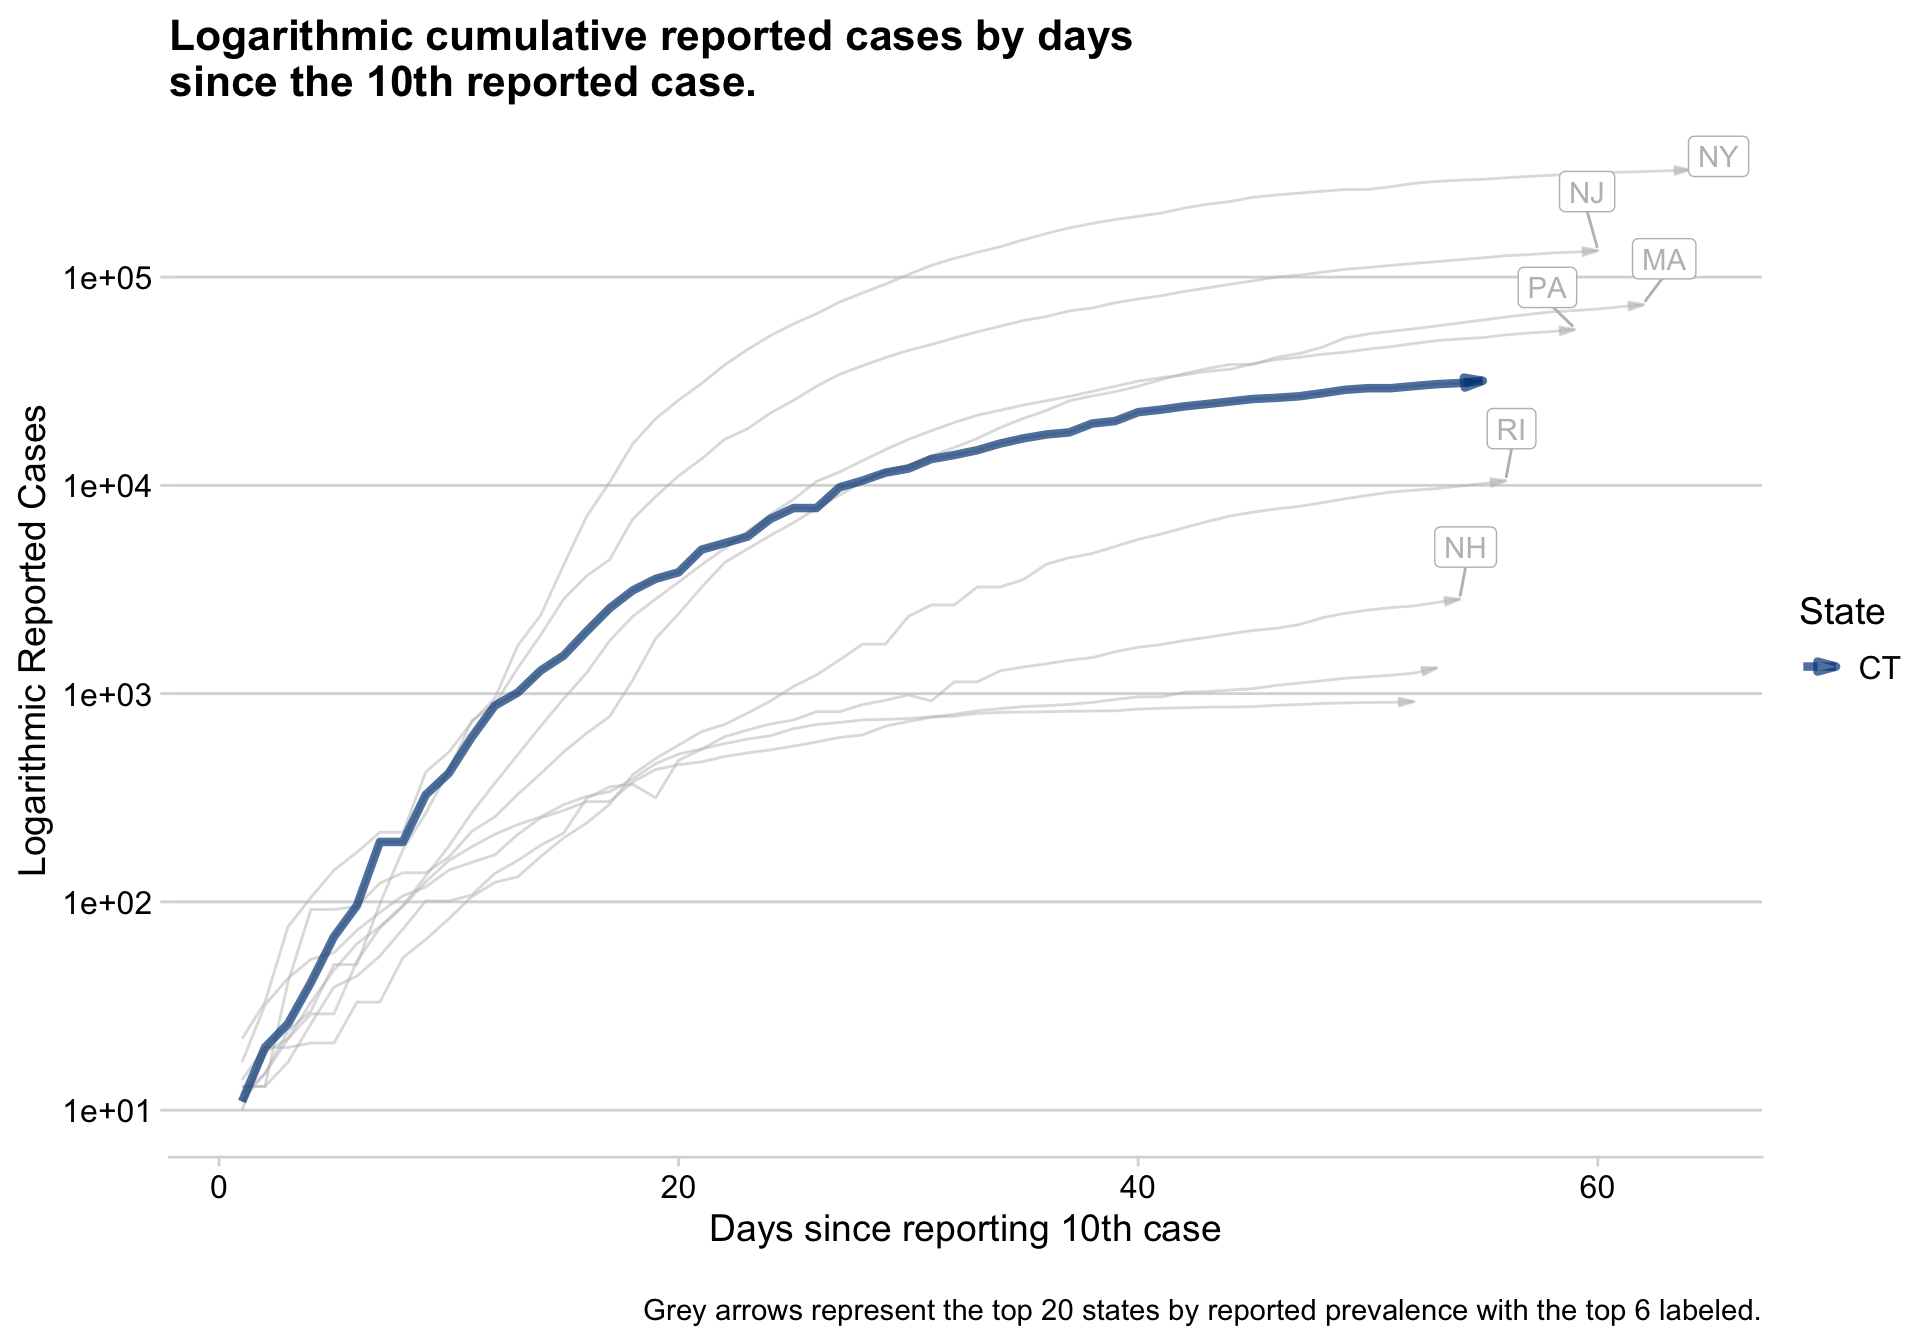 Logarithmic cumulative reported cases by days
since the 10th reported case.
NY
NJ
MA
1e+05
PA
RI
1e+04
NH
State
CT
1e+03
1e+02
1e+01
Logarithmic Reported Cases
0 20 40 60
Days since reporting 10th case
Grey arrows represent the top 20 states by reported prevalence with the top 6 labeled.